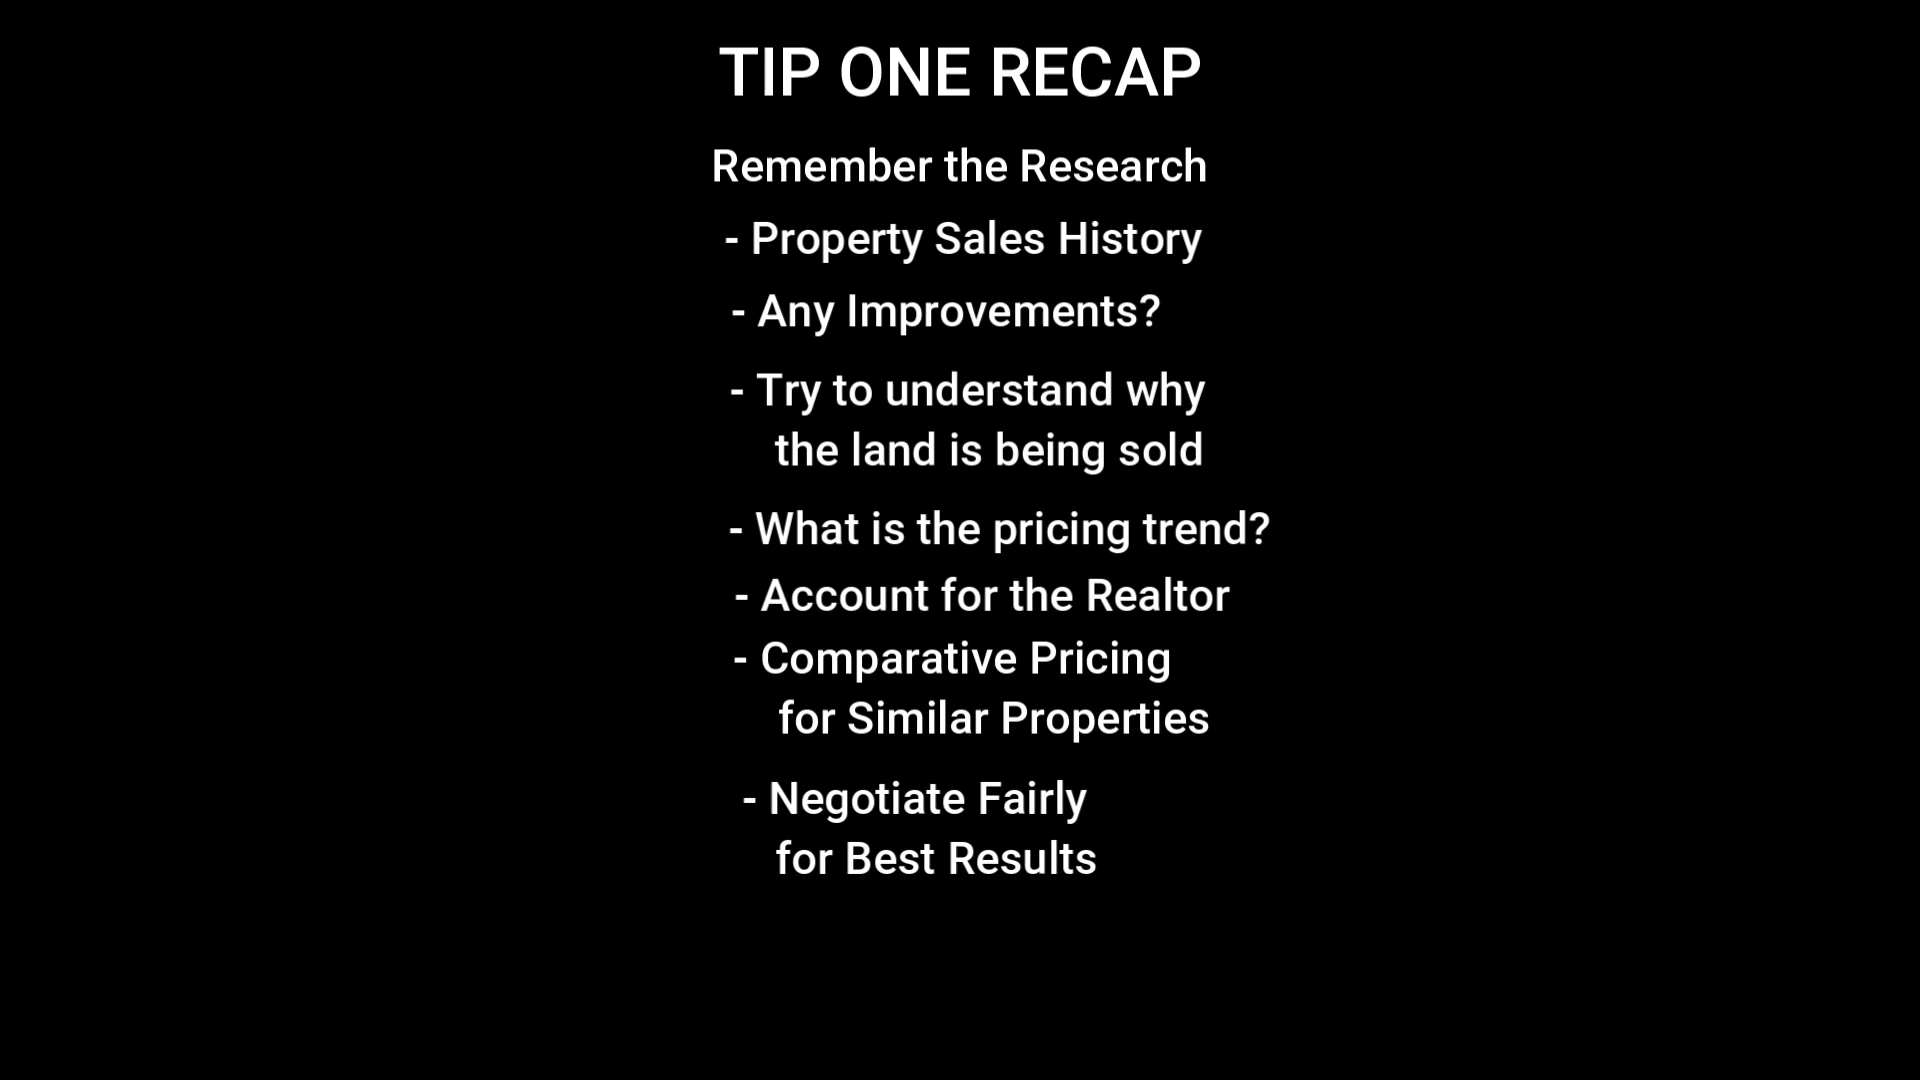 TIP ONE RECAP
Remember the Research
- Property Sales History
- Any Improvements?
- Try to understand why
the land is being sold
- What is the pricing trend?
- Account for the Realtor
- Comparative Pricing
for Similar Properties
- Negotiate Fairly
for Best Results